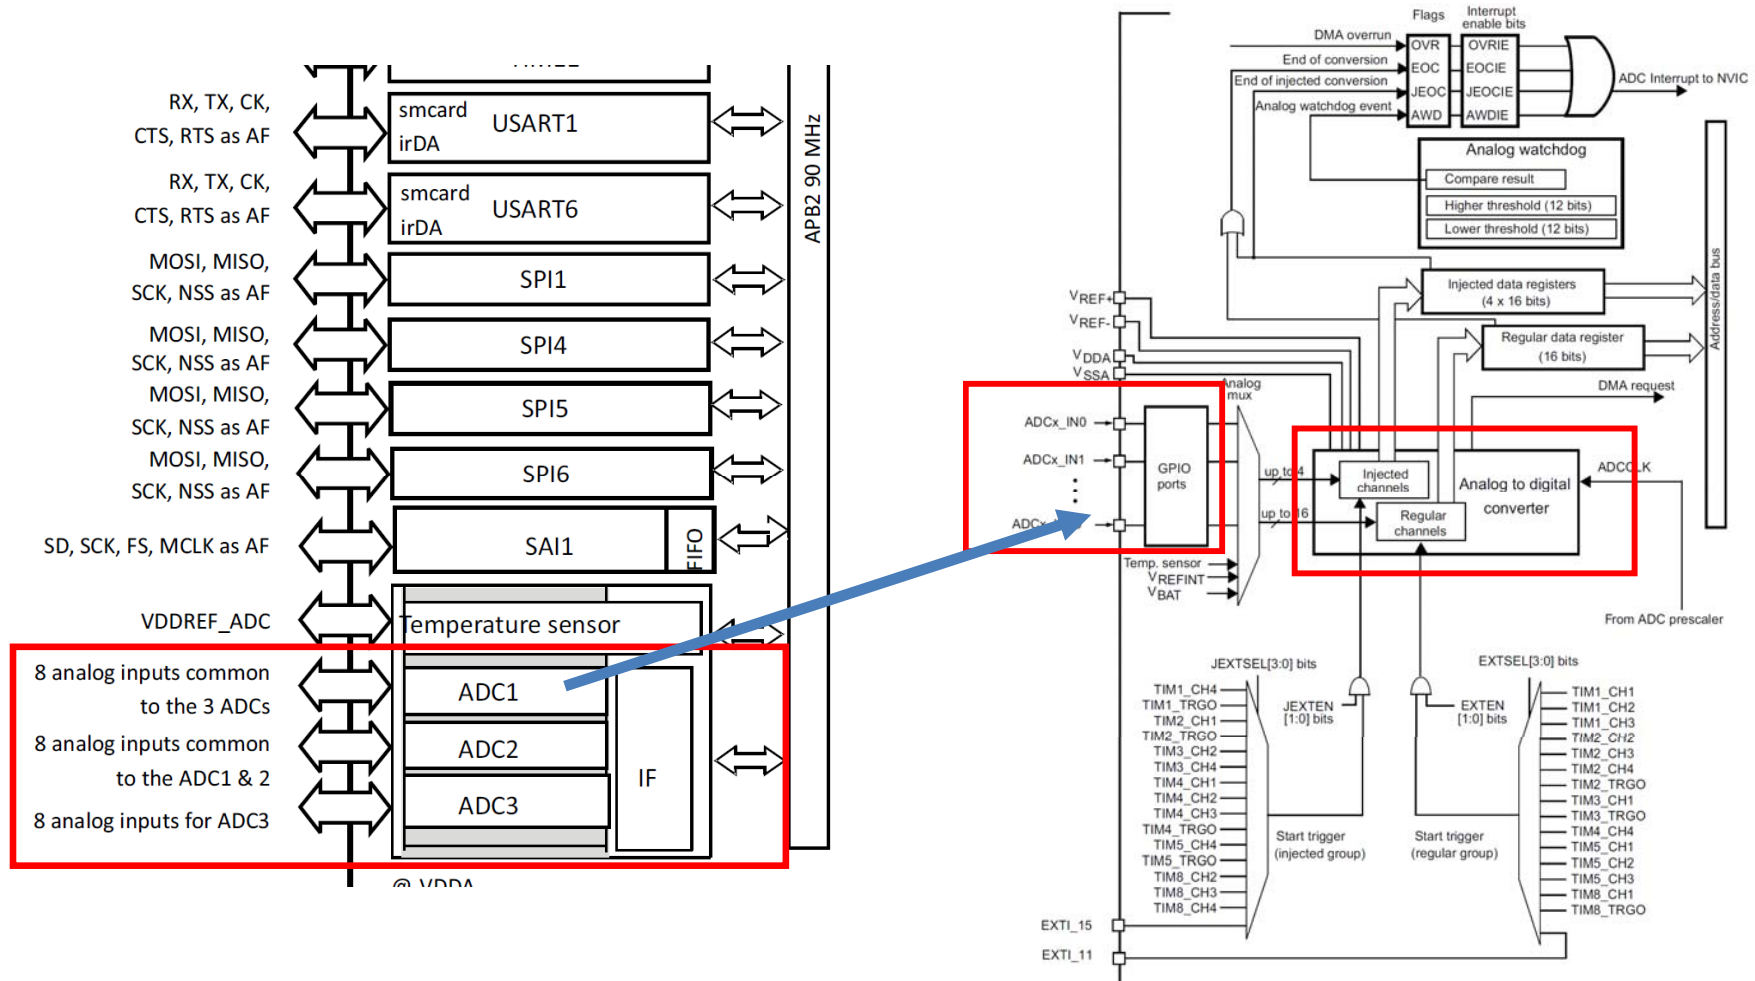 RX, TX, CK,
CTS, RTS as AF
smcard
irDA
USART1
RX, TX, CK,
CTS, RTS as AF
smcard
irDA
USART6
MOSI, MISO,
SCK, NSS as AF
SPI1
MOSI, MISO,
SCK, NSS as AF
SPI4
MOSI, MISO,
SCK, NSS as AF
SPI5
MOSI, MISO,
SCK, NSS as AF
SPI6
SD, SCK, FS, MCLK as AF
SAI1
FIFO
VDDREF_ADC
Temperature sensor
8 analog inputs common
to the 3 ADCs
8 analog inputs common
to the ADC1 & 2
8 analog inputs for ADC3
ADC1
ADC2
ADC3
IF
@ VDDA
APB2 90 MHz
Flags
Interrupt
enable bits
DMA overrun
End of conversion
End of injected conversion
Analog watchdog event
OVR
EOC
JEOC
AWD
OVRIE
EOCIE
JEOCIE
AWDIE
ADC Interrupt to NVIC
Analog watchdog
Compare result
Higher threshold (12 bits)
Lower threshold (12 bits)
Injected data registers
(4 x 16 bits)
Regular data register
(16 bits)
Address/data bus
DMA request
VREF+
VREF-
VDDA
VSSA
Analog
mux
ADCx_IN0
ADCx_IN1
GPIO
ports
up to 4
up to 16
Injected
channels
Regular
channels
Analog to digital
converter
ADCCLK
Temp. sensor
VREFINT
VBAT
From ADC prescaler
JEXTSEL[3:0] bits
EXTSEL[3:0] bits
TIM1_CH4
TIM1_TRGO
TIM2_CH1
TIM2_TRGO
TIM3_CH2
TIM3_CH4
TIM4_CH1
TIM4_CH2
TIM4_CH3
TIM4_TRGO
TIM5_CH4
TIM5_TRGO
TIM8_CH2
TIM8_CH3
TIM8_CH4
JEXTEN
[1:0] bits
EXTEN
[1:0] bits
Start trigger
(injected group)
Start trigger
(regular group)
TIM1_CH1
TIM1_CH2
TIM1_CH3
TIM2_CH2
TIM2_CH3
TIM2_CH4
TIM2_TRGO
TIM3_CH1
TIM3_TRGO
TIM4_CH4
TIM5_CH1
TIM5_CH2
TIM5_CH3
TIM8_CH1
TIM8_TRGO
EXTI_15
EXTI_11